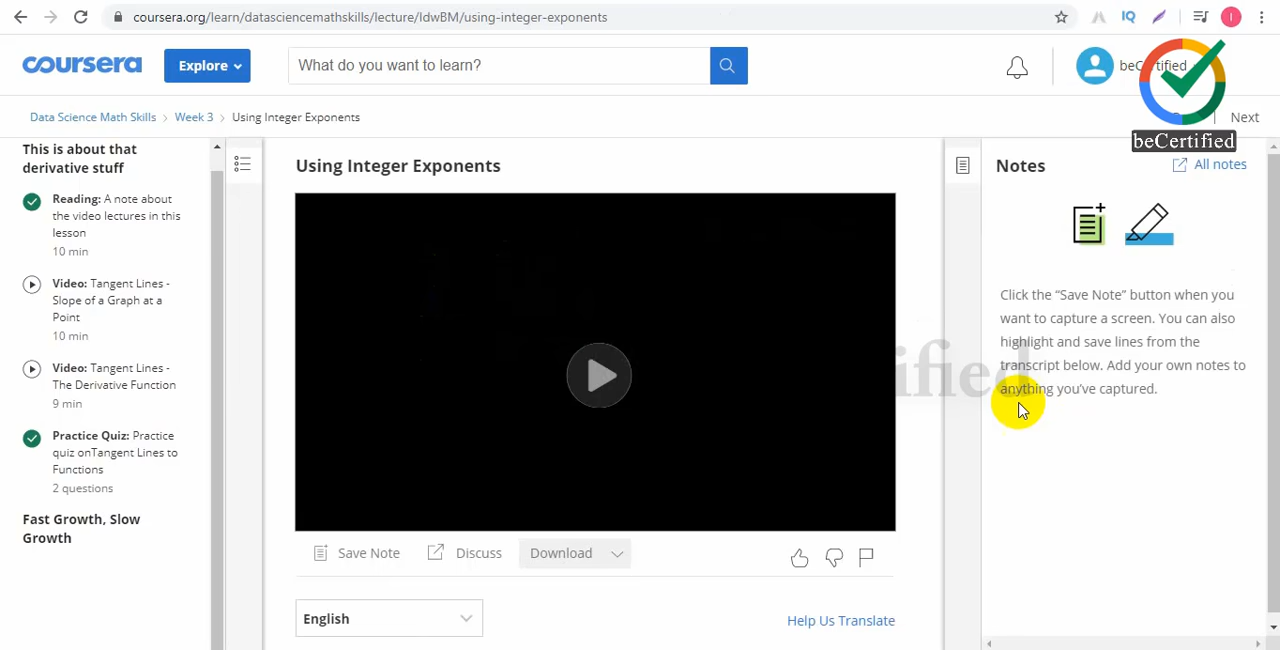 coursera.org/learn/datasciencemathskills/lecture/IdwBM/using-integer-exponents
IQ
I
coursera
Explore
What do you want to learn?
beCertified
beCertified
Data Science Math Skills > Week 3 > Using Integer Exponents
Next
This is about that
derivative stuff
Reading: A note about
the video lectures in this
lesson
10 min
Video: Tangent Lines -
Slope of a Graph at a
Point
10 min
Video: Tangent Lines -
The Derivative Function
9 min
Practice Quiz: Practice
quiz onTangent Lines to
Functions
2 questions
Fast Growth, Slow
Growth
Using Integer Exponents
Save Note
Discuss
Download
English
Help Us Translate
Notes
All notes
Click the “Save Note” button when you
want to capture a screen. You can also
highlight and save lines from the
transcript below. Add your own notes to
anything you’ve captured.
ified